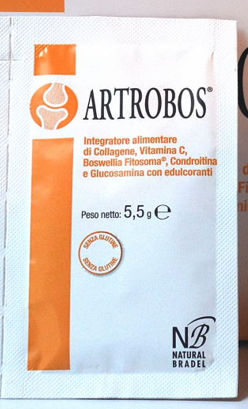 ARTROBOS®
Integratore alimentare
di Collagene, Vitamina C,
Boswellia Fitosoma®, Condroitina
e Glucosamina con edulcoranti
Peso netto: 5,5 g ℮
SENZA GLUTINE
SENZA GLUTINE
NB
NATURAL
BRADEL